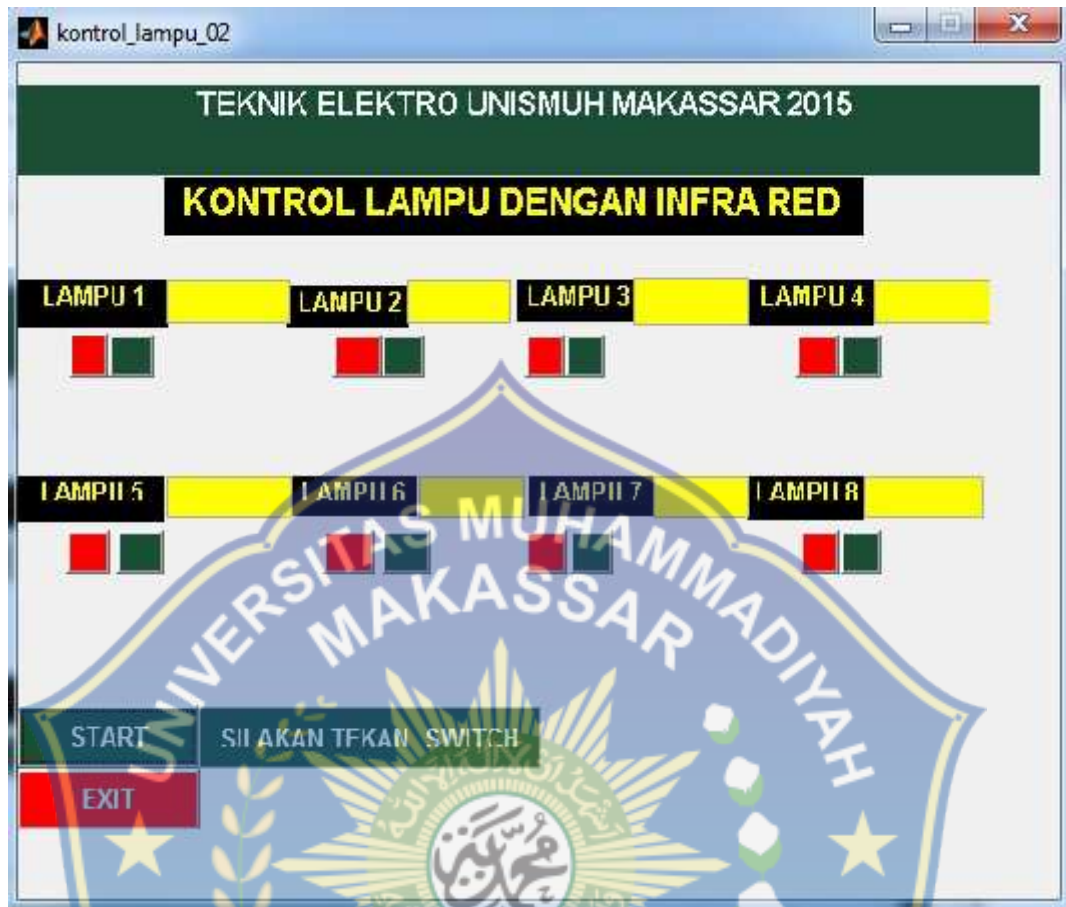 kontrol_lampu_02
TEKNIK ELEKTRO UNISMUH MAKASSAR 2015
KONTROL LAMPU DENGAN INFRA RED
LAMPU 1 LAMPU 2 LAMPU 3 LAMPU 4
LAMPU 5 LAMPU 6 LAMPU 7 LAMPU 8
UNIVERSITAS MUHAMMADIYAH
MAKASSAR
START SILAKAN TEKAN SWITCH
EXIT